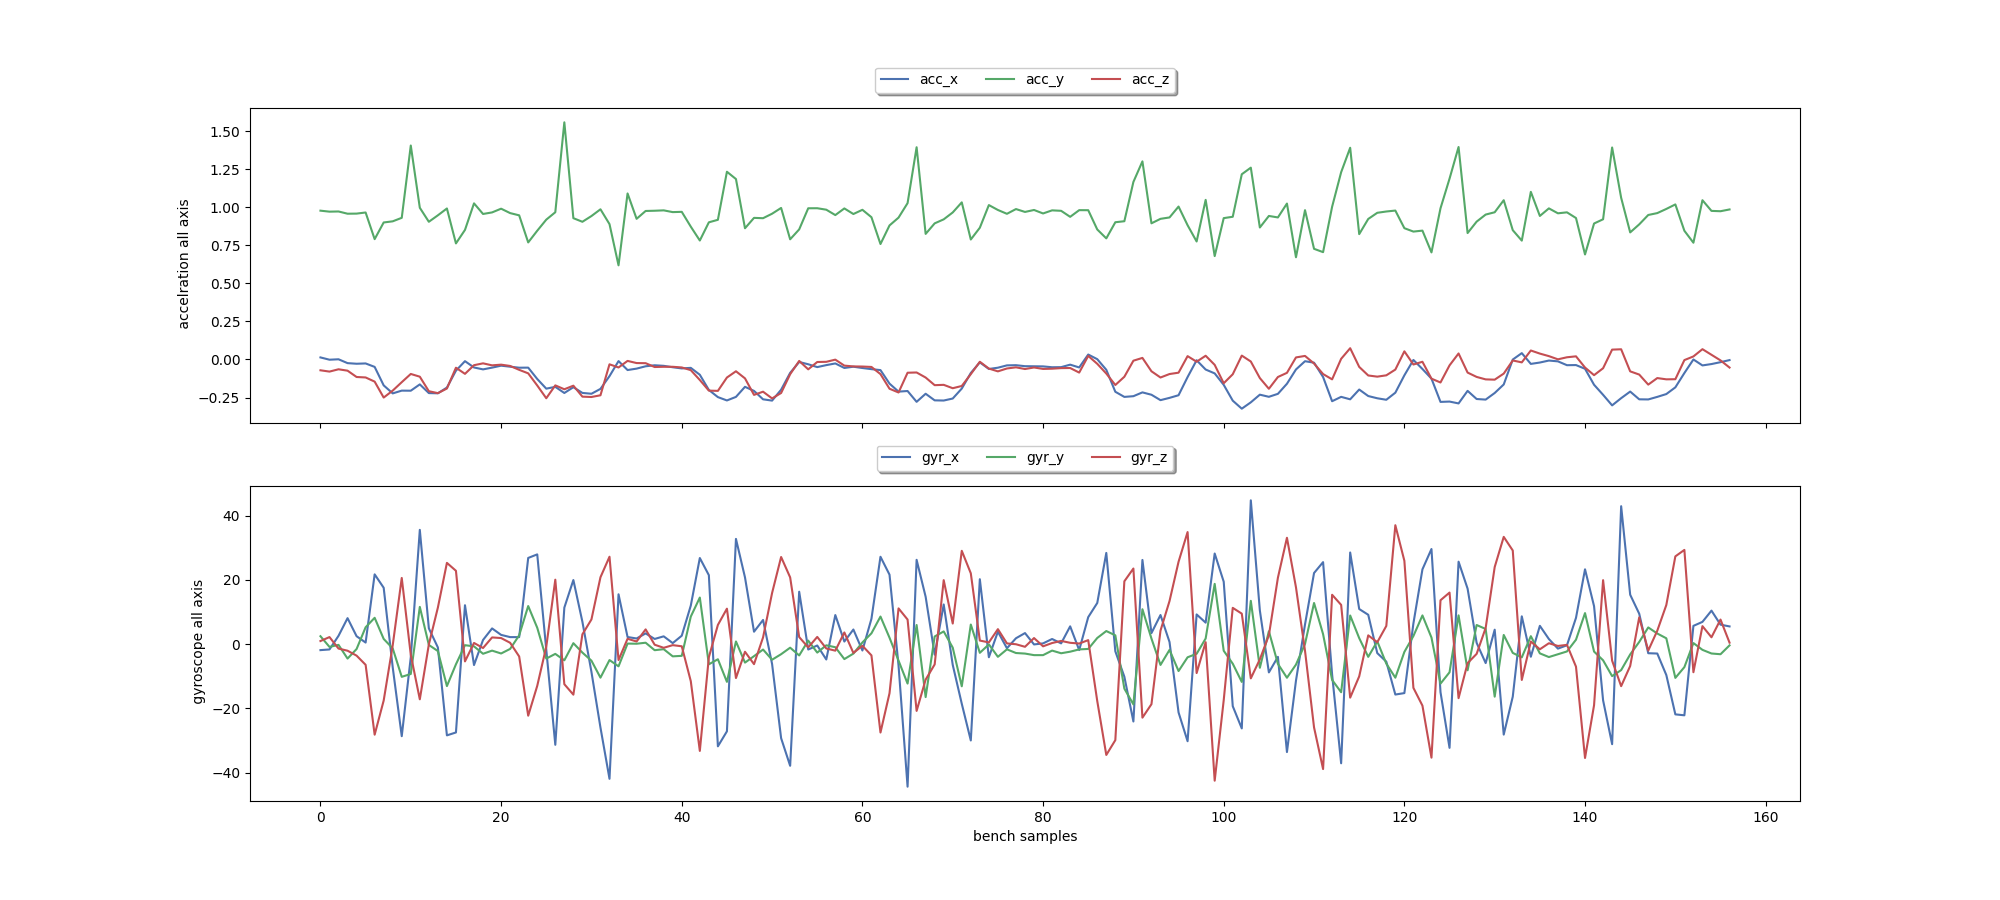 acc_x acc_y acc_z
accelration all axis
1.50
1.25
1.00
0.75
0.50
0.25
0.00
−0.25
gyr_x gyr_y gyr_z
gyroscope all axis
40
20
0
−20
−40
0 20 40 60 80 100 120 140 160
bench samples